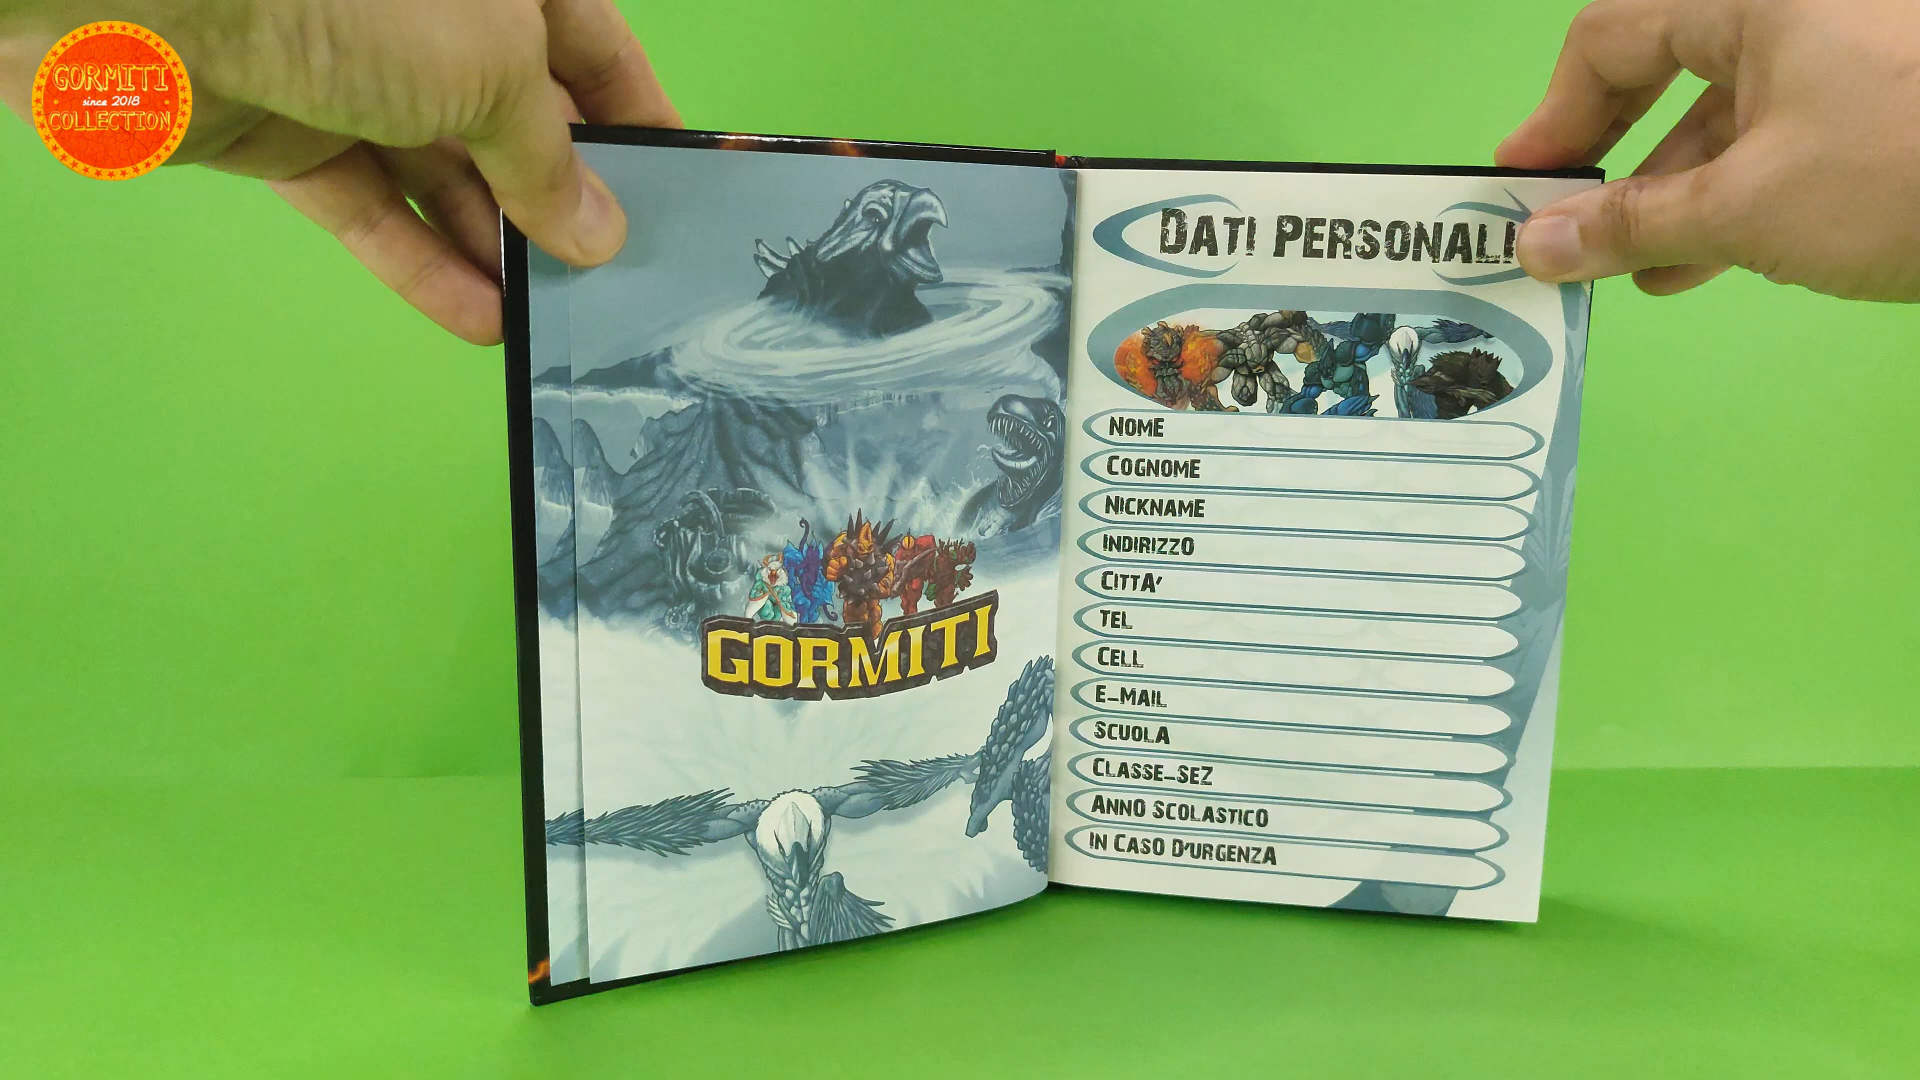 GORMITI
since 2018
COLLECTION
GORMITI
DATI PERSONALI
NOME
COGNOME
NICKNAME
INDIRIZZO
CITTA'
TEL
CELL
E-MAIL
SCUOLA
CLASSE-SEZ
ANNO SCOLASTICO
IN CASO D'URGENZA